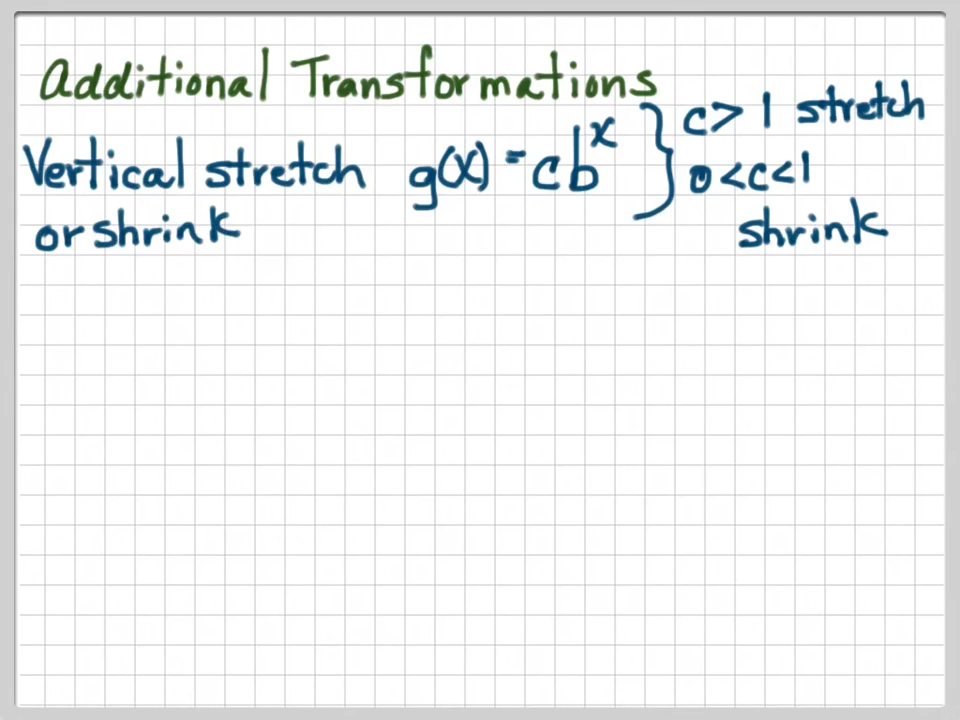 Additional Transformations
Vertical stretch g(x) = cb^x } c > 1 stretch
or shrink 0 < c < 1
shrink